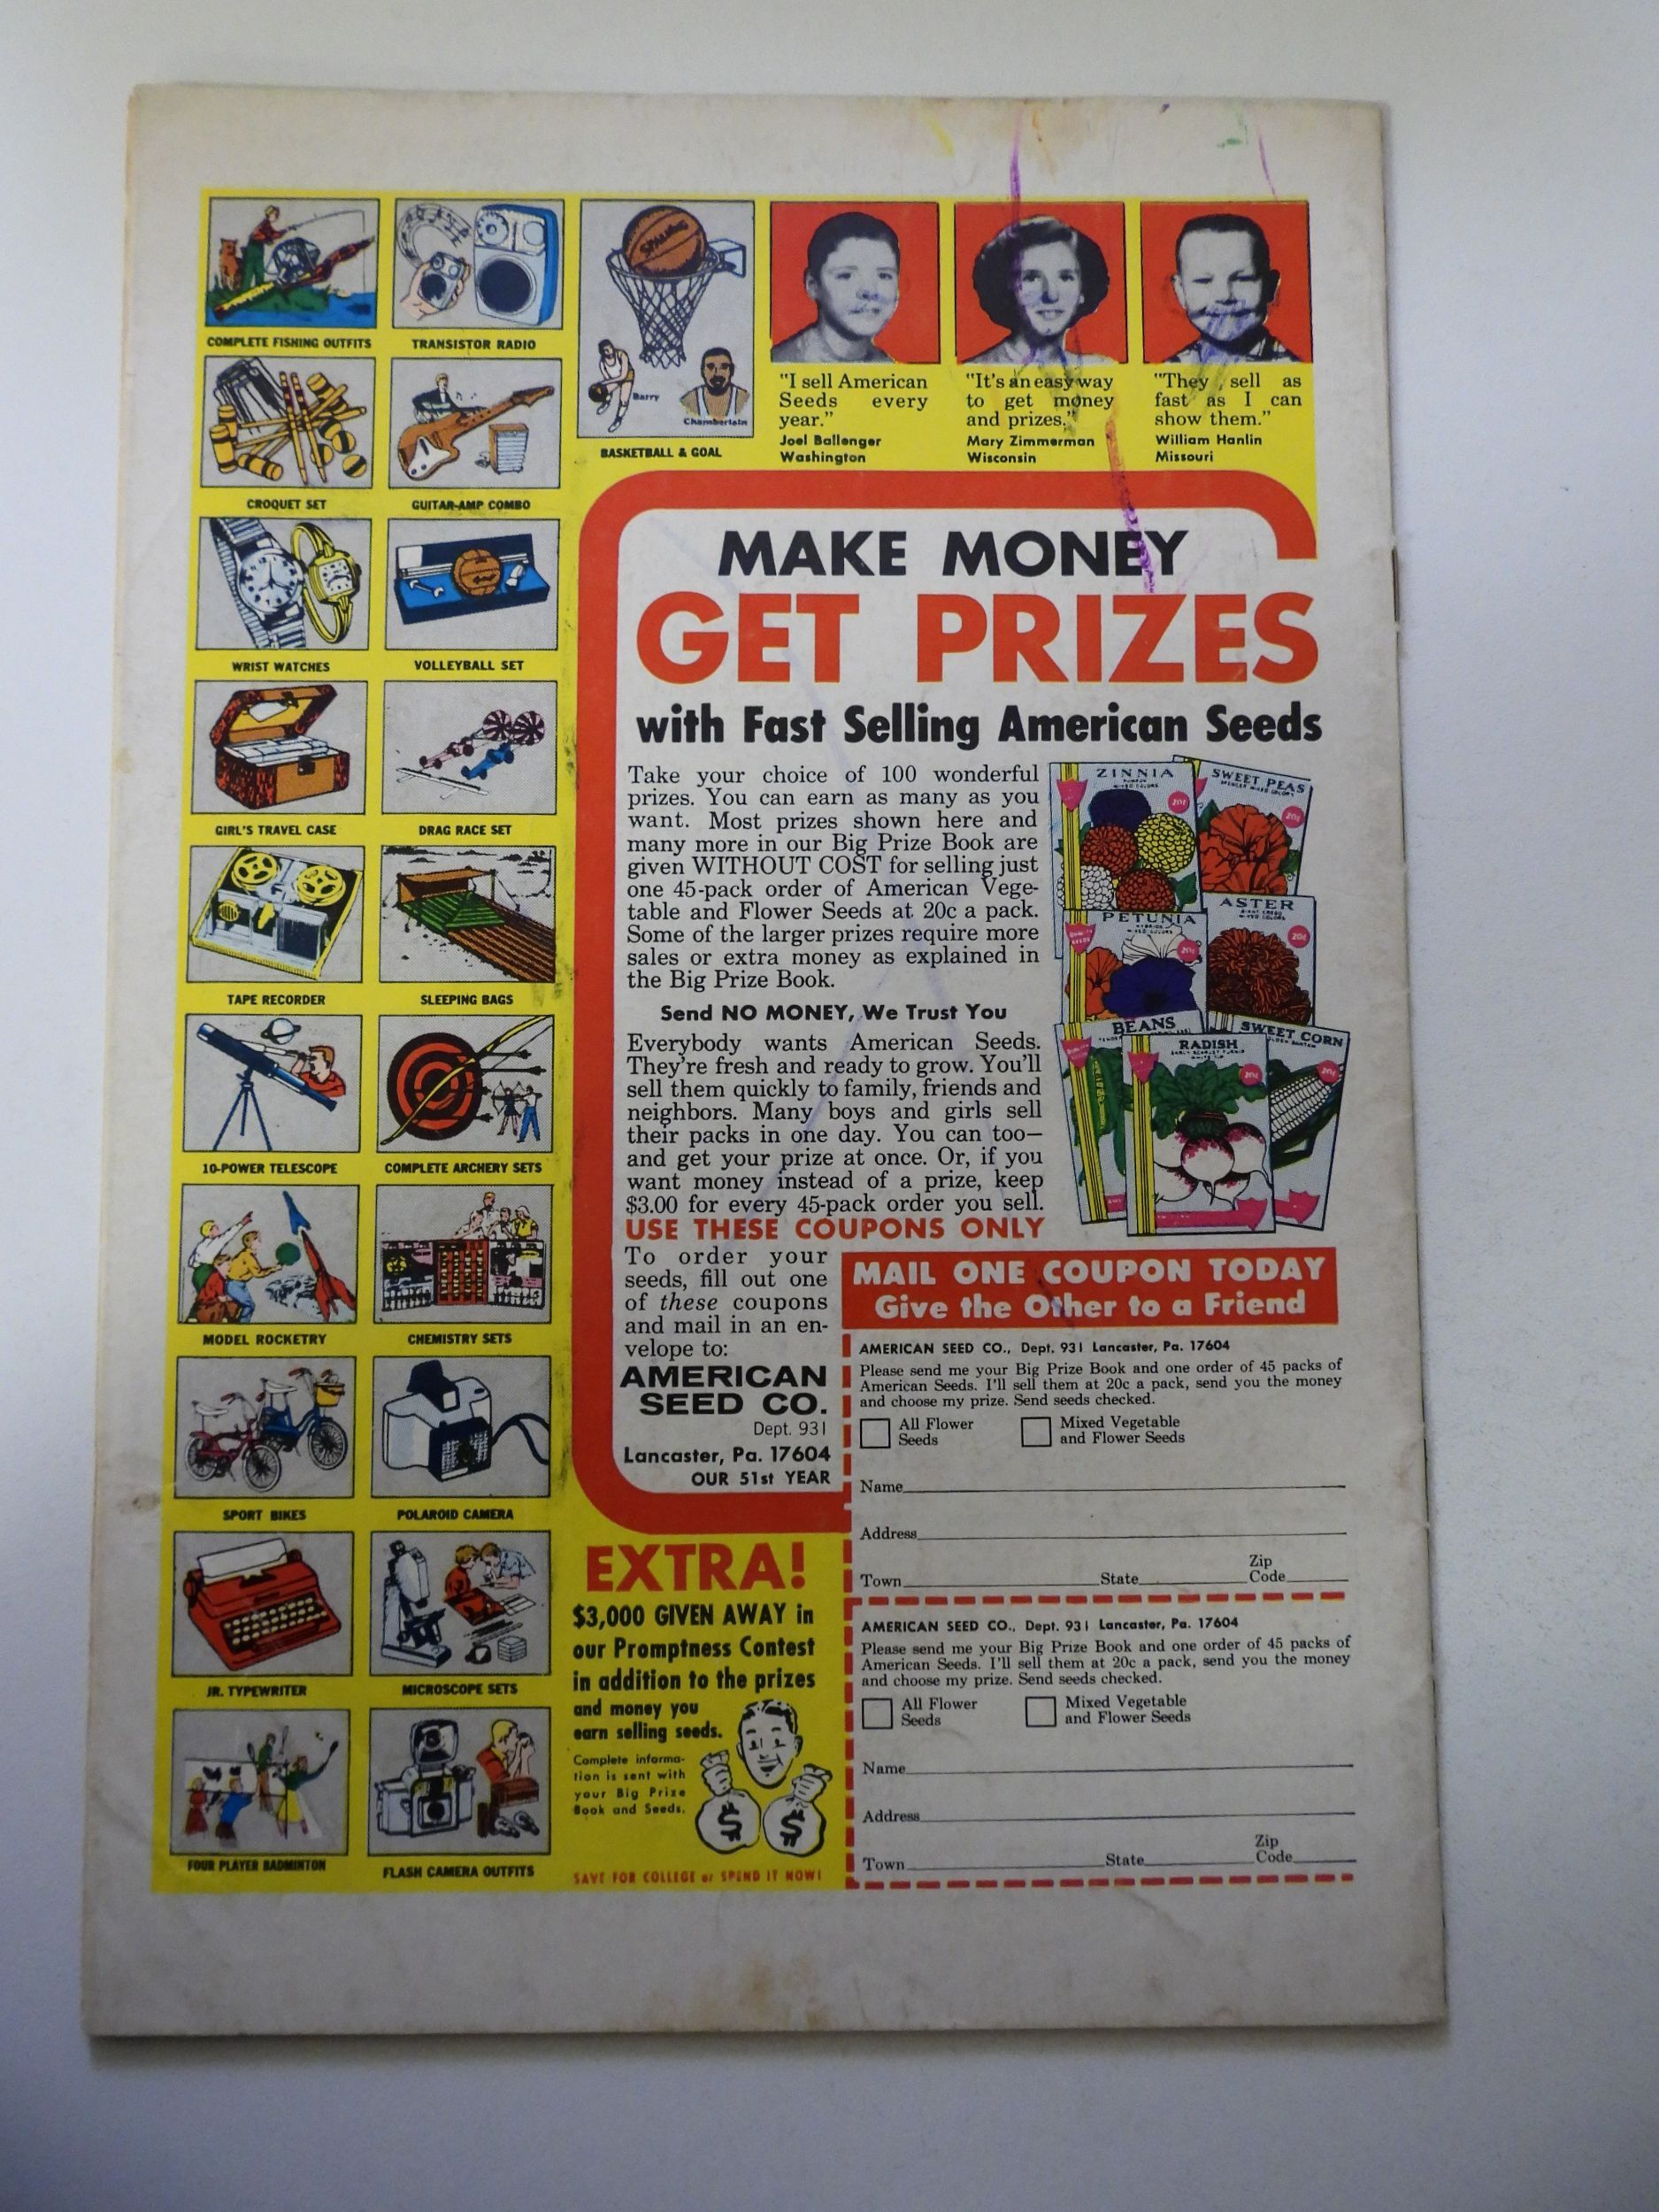 COMPLETE FISHING OUTFITS
TRANSISTOR RADIO
CROQUET SET
GUITAR-AMP COMBO
WRIST WATCHES
VOLLEYBALL SET
GIRL'S TRAVEL CASE
DRAG RACE SET
TAPE RECORDER
SLEEPING BAGS
10-POWER TELESCOPE
COMPLETE ARCHERY SETS
MODEL ROCKETRY
CHEMISTRY SETS
SPORT BIKES
POLAROID CAMERA
JR. TYPEWRITER
MICROSCOPE SETS
FOUR PLAYER BADMINTON
FLASH CAMERA OUTFITS
SPALDING
Barry
Chamberlain
BASKETBALL & GOAL
"I sell American
Seeds every
year."
Joel Ballenger
Washington
"It's an easy way
to get money
and prizes."
Mary Zimmerman
Wisconsin
"They sell as
fast as I can
show them."
William Hanlin
Missouri
MAKE MONEY
GET PRIZES
with Fast Selling American Seeds
Take your choice of 100 wonderful
prizes. You can earn as many as you
want. Most prizes shown here and
many more in our Big Prize Book are
given WITHOUT COST for selling just
one 45-pack order of American Vege-
table and Flower Seeds at 20c a pack.
Some of the larger prizes require more
sales or extra money as explained in
the Big Prize Book.
Send NO MONEY, We Trust You
Everybody wants American Seeds.
They're fresh and ready to grow. You'll
sell them quickly to family, friends and
neighbors. Many boys and girls sell
their packs in one day. You can too—
and get your prize at once. Or, if you
want money instead of a prize, keep
$3.00 for every 45-pack order you sell.
USE THESE COUPONS ONLY
To order your
seeds, fill out one
of these coupons
and mail in an en-
velope to:
AMERICAN
SEED CO.
Dept. 931
Lancaster, Pa. 17604
OUR 51st YEAR
ZINNIA
MIXED COLORS
20¢
SWEET PEAS
20¢
PETUNIA
20¢
ASTER
20¢
BEANS
SWEET CORN
20¢
RADISH
20¢
MAIL ONE COUPON TODAY
Give the Other to a Friend
AMERICAN SEED CO., Dept. 931 Lancaster, Pa. 17604
Please send me your Big Prize Book and one order of 45 packs of
American Seeds. I'll sell them at 20c a pack, send you the money
and choose my prize. Send seeds checked.
All Flower
Seeds
Mixed Vegetable
and Flower Seeds
Name
Address
Zip
Town State Code
AMERICAN SEED CO., Dept. 931 Lancaster, Pa. 17604
Please send me your Big Prize Book and one order of 45 packs of
American Seeds. I'll sell them at 20c a pack, send you the money
and choose my prize. Send seeds checked.
All Flower
Seeds
Mixed Vegetable
and Flower Seeds
Name
Address
Zip
Town State Code
EXTRA!
$3,000 GIVEN AWAY in
our Promptness Contest
in addition to the prizes
and money you
earn selling seeds.
Complete informa-
tion is sent with
your Big Prize
Book and Seeds.
$ $
SAVE FOR COLLEGE or SPEND IT NOW!